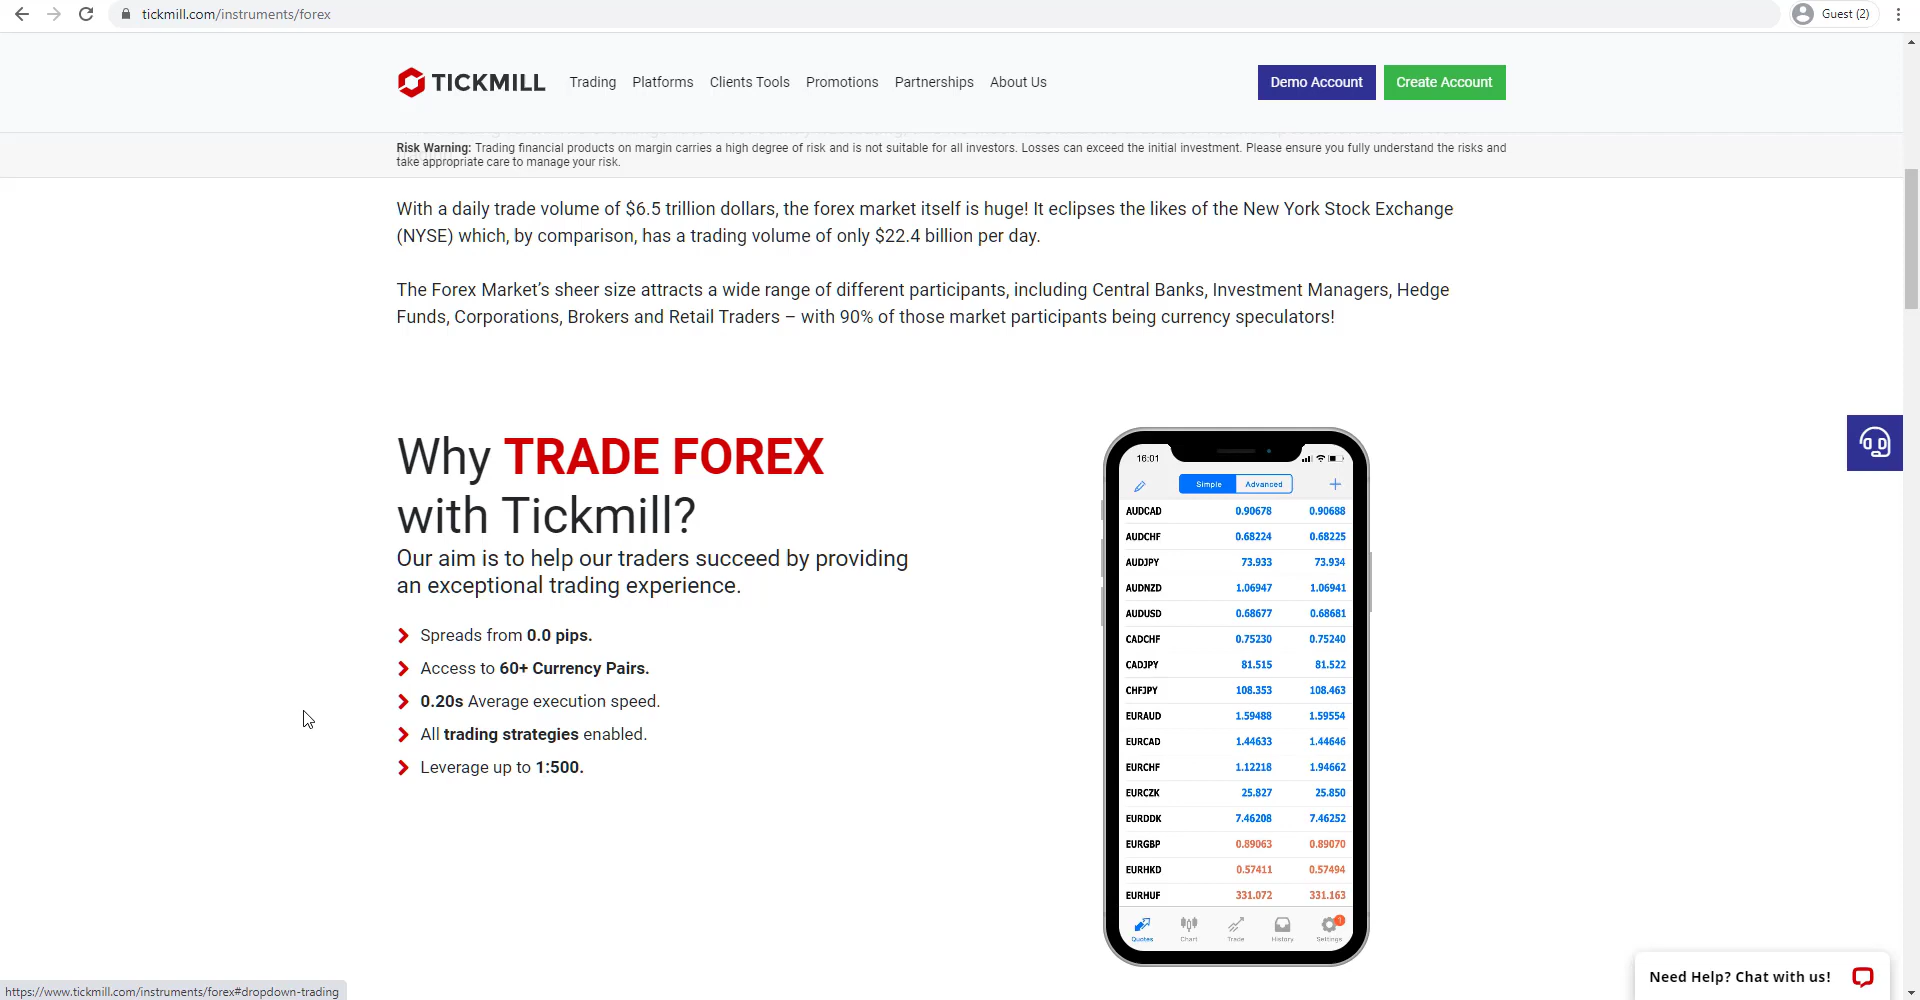 tickmill.com/instruments/forex
Guest (2)
TICKMILL
Trading Platforms Clients Tools Promotions Partnerships About Us
Demo Account
Create Account
Risk Warning: Trading financial products on margin carries a high degree of risk and is not suitable for all investors. Losses can exceed the initial investment. Please ensure you fully understand the risks and
take appropriate care to manage your risk.
With a daily trade volume of $6.5 trillion dollars, the forex market itself is huge! It eclipses the likes of the New York Stock Exchange
(NYSE) which, by comparison, has a trading volume of only $22.4 billion per day.
The Forex Market’s sheer size attracts a wide range of different participants, including Central Banks, Investment Managers, Hedge
Funds, Corporations, Brokers and Retail Traders – with 90% of those market participants being currency speculators!
Why TRADE FOREX
with Tickmill?
Our aim is to help our traders succeed by providing
an exceptional trading experience.
Spreads from 0.0 pips.
Access to 60+ Currency Pairs.
0.20s Average execution speed.
All trading strategies enabled.
Leverage up to 1:500.
16:01
Simple Advanced
AUDCAD 0.90678 0.90688
AUDCHF 0.68224 0.68225
AUDJPY 73.933 73.934
AUDNZD 1.06947 1.06941
AUDUSD 0.68677 0.68681
CADCHF 0.75230 0.75240
CADJPY 81.515 81.522
CHFJPY 108.353 108.463
EURAUD 1.59488 1.59554
EURCAD 1.44633 1.44646
EURCHF 1.12218 1.94662
EURCZK 25.827 25.850
EURDDK 7.46208 7.46252
EURGBP 0.89063 0.89070
EURHKD 0.57411 0.57494
EURHUF 331.072 331.163
1
Quotes Chart Trade History Settings
Need Help? Chat with us!
https://www.tickmill.com/instruments/forex#dropdown-trading